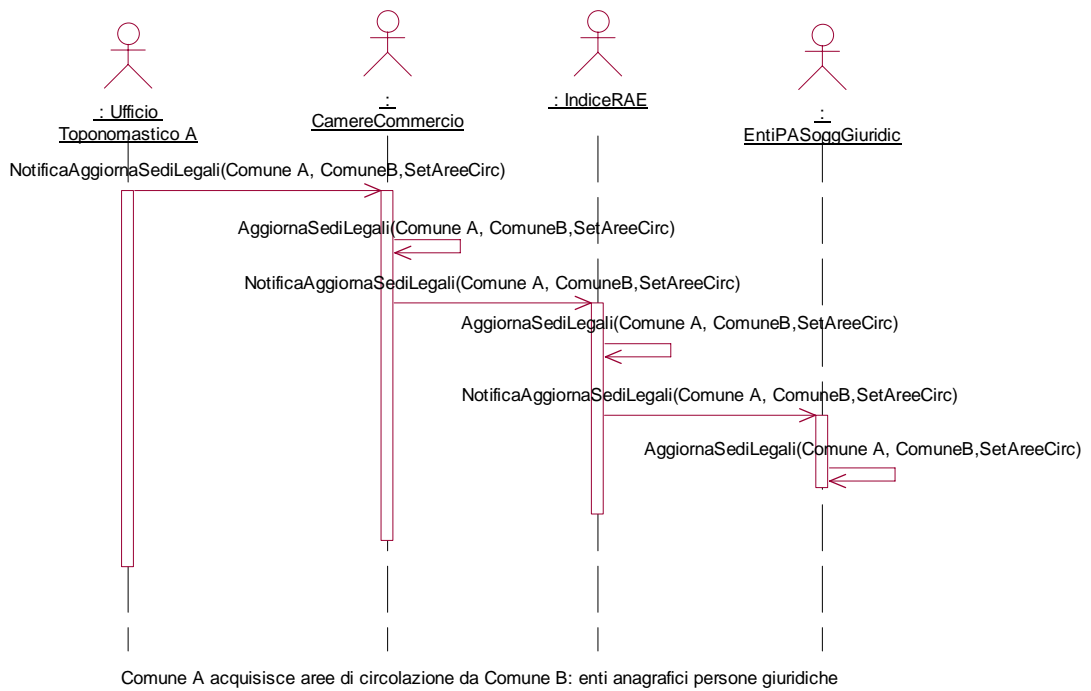 : Ufficio
Toponomastico A
:
CamereCommercio
: IndiceRAE
:
EntiPASoggGiuridic
NotificaAggiornaSediLegali(Comune A, ComuneB,SetAreeCirc)
AggiornaSediLegali(Comune A, ComuneB,SetAreeCirc)
NotificaAggiornaSediLegali(Comune A, ComuneB,SetAreeCirc)
AggiornaSediLegali(Comune A, ComuneB,SetAreeCirc)
NotificaAggiornaSediLegali(Comune A, ComuneB,SetAreeCirc)
AggiornaSediLegali(Comune A, ComuneB,SetAreeCirc)
Comune A acquisisce aree di circolazione da Comune B: enti anagrafici persone giuridiche